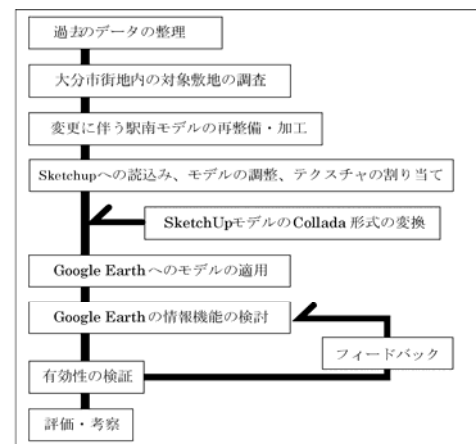 過去のデータの整理
大分市街地内の対象敷地の調査
変更に伴う駅南モデルの再整備・加工
Sketchupへの読込み、モデルの調整、テクスチャの割り当て
SketchUpモデルのCollada 形式の変換
Google Earthへのモデルの適用
Google Earthの情報機能の検討
フィードバック
有効性の検証
評価・考察